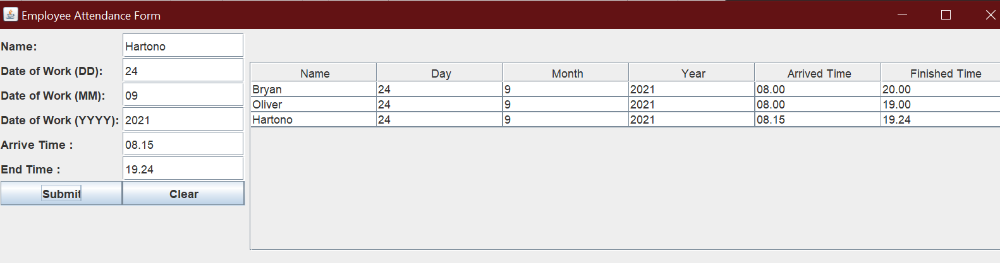 Employee Attendance Form
Name: Hartono
Date of Work (DD): 24
Date of Work (MM): 09
Date of Work (YYYY): 2021
Arrive Time : 08.15
End Time : 19.24
Submit Clear
Name Day Month Year Arrived Time Finished Time
Bryan 24 9 2021 08.00 20.00
Oliver 24 9 2021 08.00 19.00
Hartono 24 9 2021 08.15 19.24